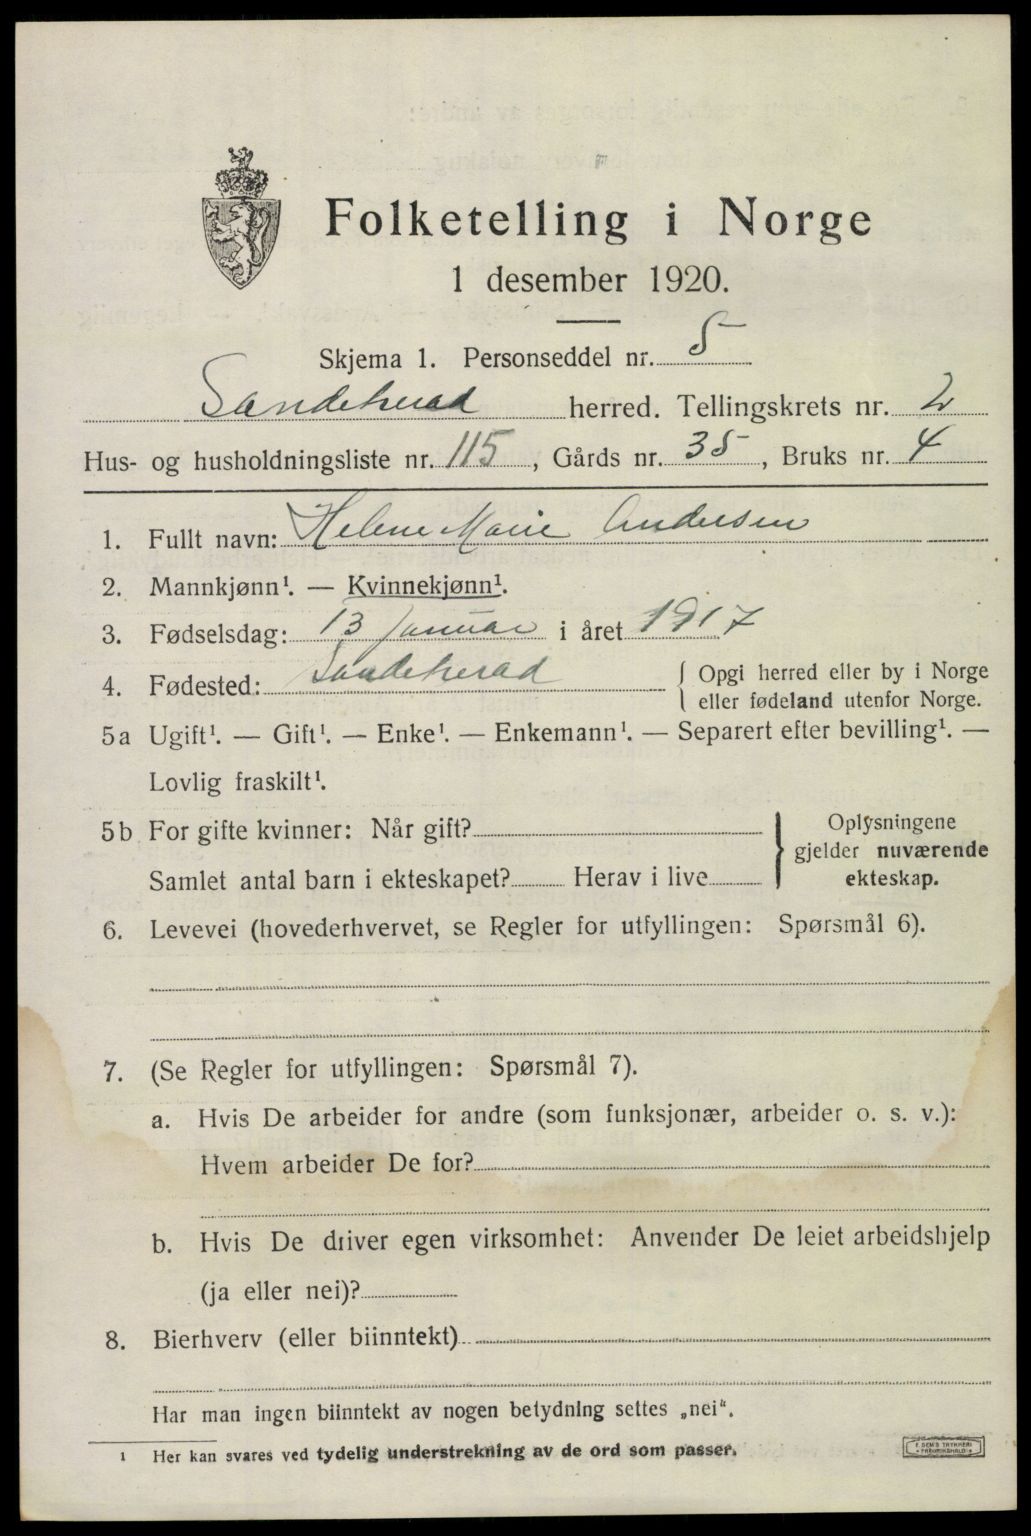 Folketelling i Norge
1 desember 1920.
Skjema 1. Personseddel nr. 5
Sandeherad herred. Tellingskrets nr. 2
Hus- og husholdningsliste nr. 115, Gårds nr. 35, Bruks nr. 4
1. Fullt navn: Helene Marie Andersen
2. Mannkjønn¹. — Kvinnekjønn¹.
3. Fødselsdag: 13 Januar i året 1917
4. Fødested: Sandeherad { Opgi herred eller by i Norge
eller fødeland utenfor Norge.
5a Ugift¹. — Gift¹. — Enke¹. — Enkemann¹. — Separert efter bevilling¹. —
Lovlig fraskilt¹.
5b For gifte kvinner: Når gift?
Samlet antal barn i ekteskapet? Herav i live
} Oplysningene
gjelder nuværende
ekteskap.
6. Levevei (hovederhvervet, se Regler for utfyllingen: Spørsmål 6).
7. (Se Regler for utfyllingen: Spørsmål 7).
a. Hvis De arbeider for andre (som funksjonær, arbeider o. s. v.):
Hvem arbeider De for?
b. Hvis De driver egen virksomhet: Anvender De leiet arbeidshjelp
(ja eller nei)?
8. Bierhverv (eller biinntekt)
Har man ingen biinntekt av nogen betydning settes „nei“.
¹ Her kan svares ved tydelig understrekning av de ord som passer.
E. SEM'S TRYKKERI
FREDRIKSHALD